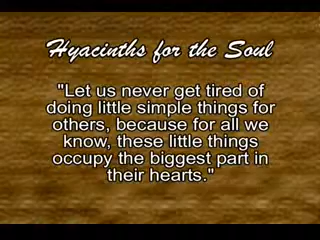 Hyacinths for the Soul
"Let us never get tired of
doing little simple things for
others, because for all we
know, these little things
occupy the biggest part in
their hearts."